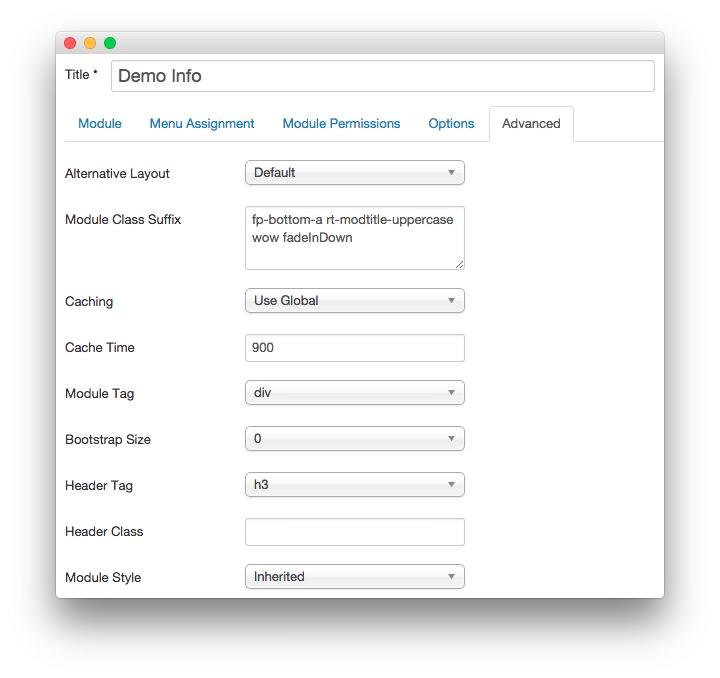 Title * Demo Info
Module Menu Assignment Module Permissions Options Advanced
Alternative Layout Default
Module Class Suffix fp-bottom-a rt-modtitle-uppercase
wow fadeInDown
Caching Use Global
Cache Time 900
Module Tag div
Bootstrap Size 0
Header Tag h3
Header Class
Module Style Inherited